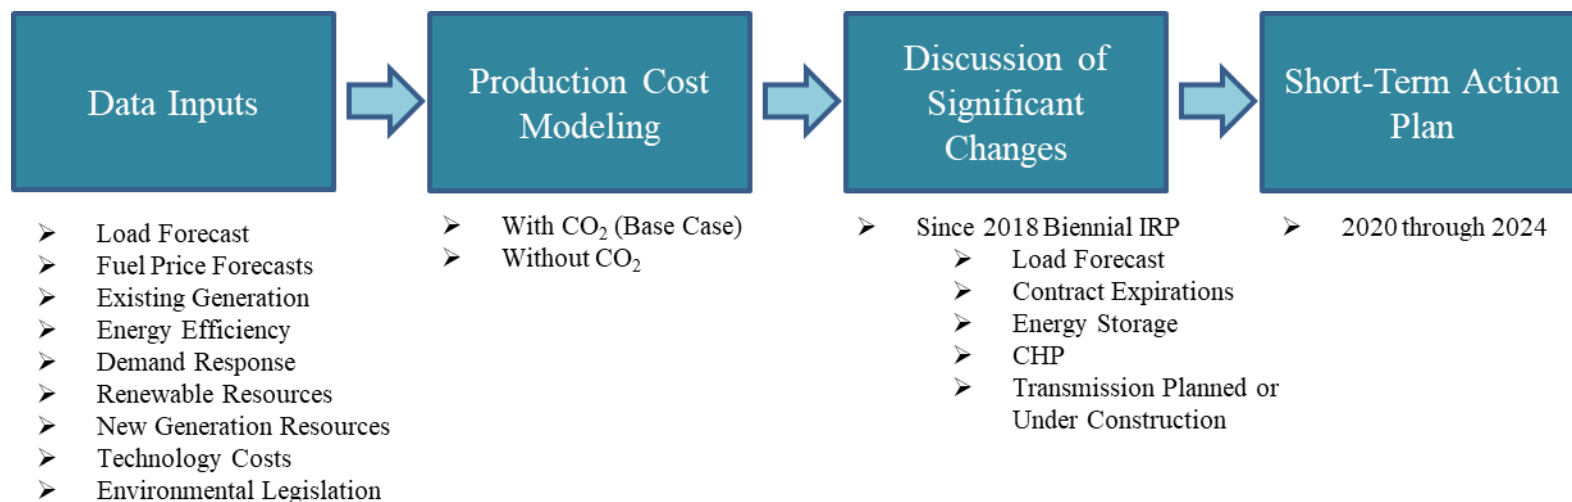 Data Inputs
Load Forecast
Fuel Price Forecasts
Existing Generation
Energy Efficiency
Demand Response
Renewable Resources
New Generation Resources
Technology Costs
Environmental Legislation
Production Cost
Modeling
With CO₂ (Base Case)
Without CO₂
Discussion of
Significant
Changes
Since 2018 Biennial IRP
Load Forecast
Contract Expirations
Energy Storage
CHP
Transmission Planned or
Under Construction
Short-Term Action
Plan
2020 through 2024